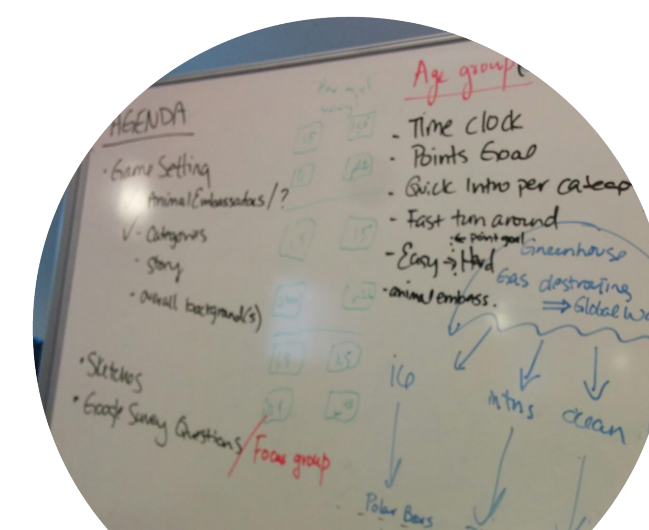 AGENDA
· Game Setting
Animal Embassadors/?
✓- Categories
· Story
· overall background(s)
· Sketches
· Google Survey Questions/
Focus group
Age group
- Time clock
- Points Goal
- Quick Intro per
- Fast turn around
point goal
- Easy → Hard
- animal embass.
Greenhouse
Gas destroying
⇒ Global
ice
mtns
ocean
Polar Bears